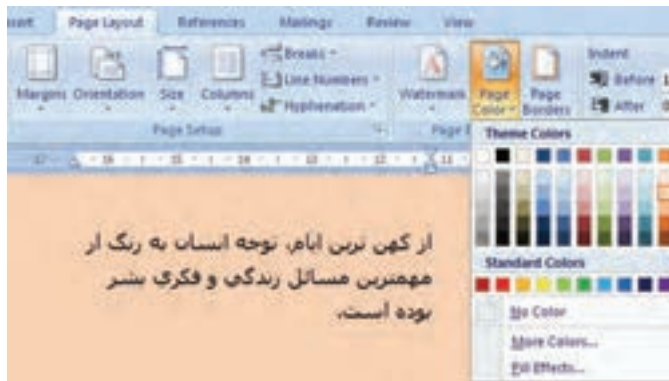 Insert Page Layout References Mailings Review View
Margins Orientation Size Columns
Breaks
Line Numbers
Hyphenation
Watermark Page Color Page Borders
Indent
Before
After
Page Setup
Theme Colors
از کهن ترین ایام، توجه انسان به رنگ از
مهمترین مسائل زندگی و فکری بشر
بوده است.
Standard Colors
No Color
More Colors...
Fill Effects...